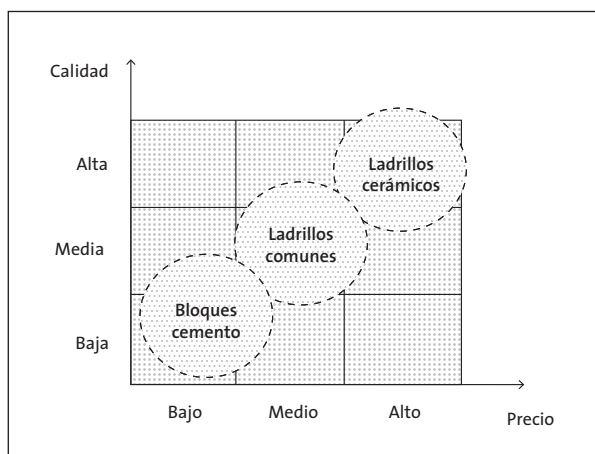 Calidad
Alta
Ladrillos
cerámicos
Media
Ladrillos
comunes
Bloques
cemento
Baja
Bajo
Medio
Alto
Precio